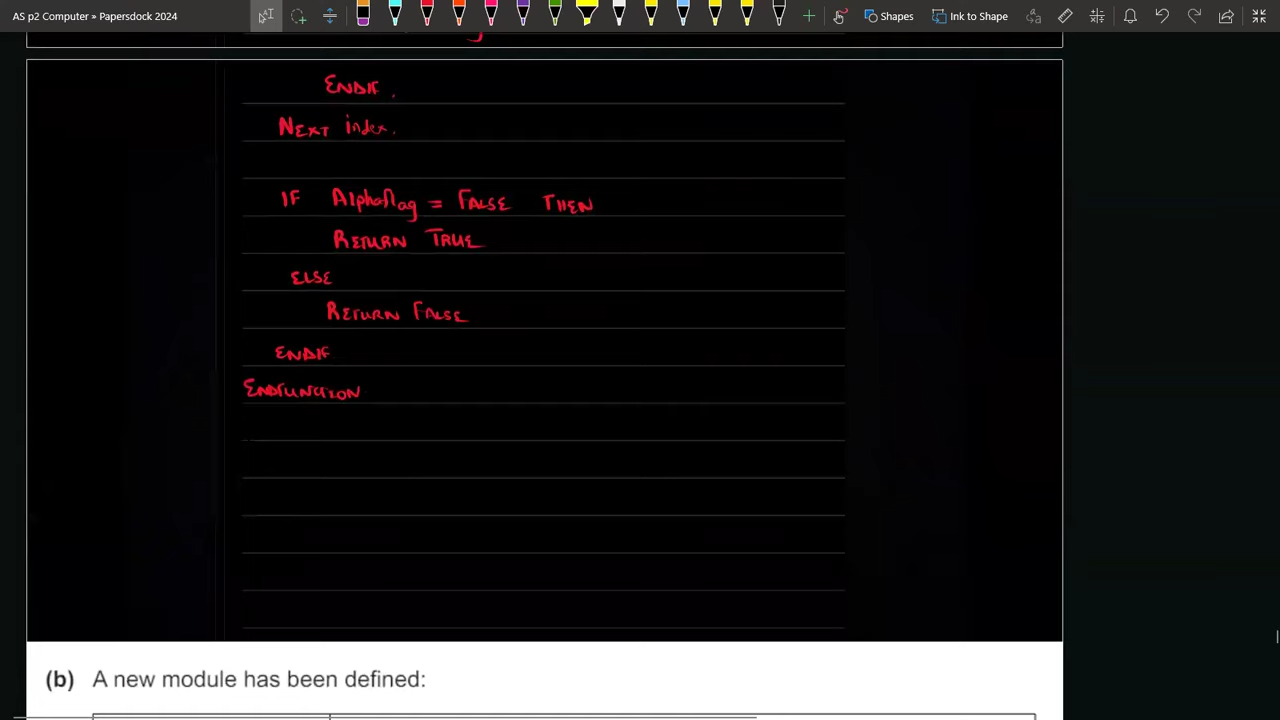 AS p2 Computer » Papersdock 2024
Shapes
Ink to Shape
ENDIF.
NEXT index.
IF AlphaFlag = FALSE THEN
RETURN TRUE
ELSE
RETURN FALSE
ENDIF
ENDFUNCTION
(b) A new module has been defined: